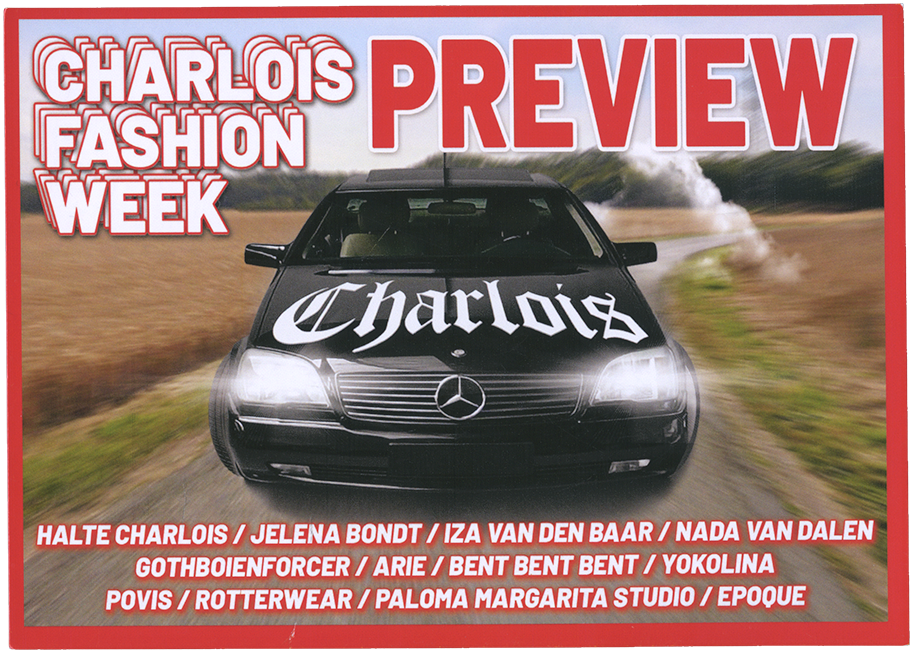 CHARLOIS
FASHION
WEEK
PREVIEW
Charlois
HALTE CHARLOIS / JELENA BONDT / IZA VAN DEN BAAR / NADA VAN DALEN
GOTHBOIENFORCER / ARIE / BENT BENT BENT / YOKOLINA
POVIS / ROTTERWEAR / PALOMA MARGARITA STUDIO / EPOQUE